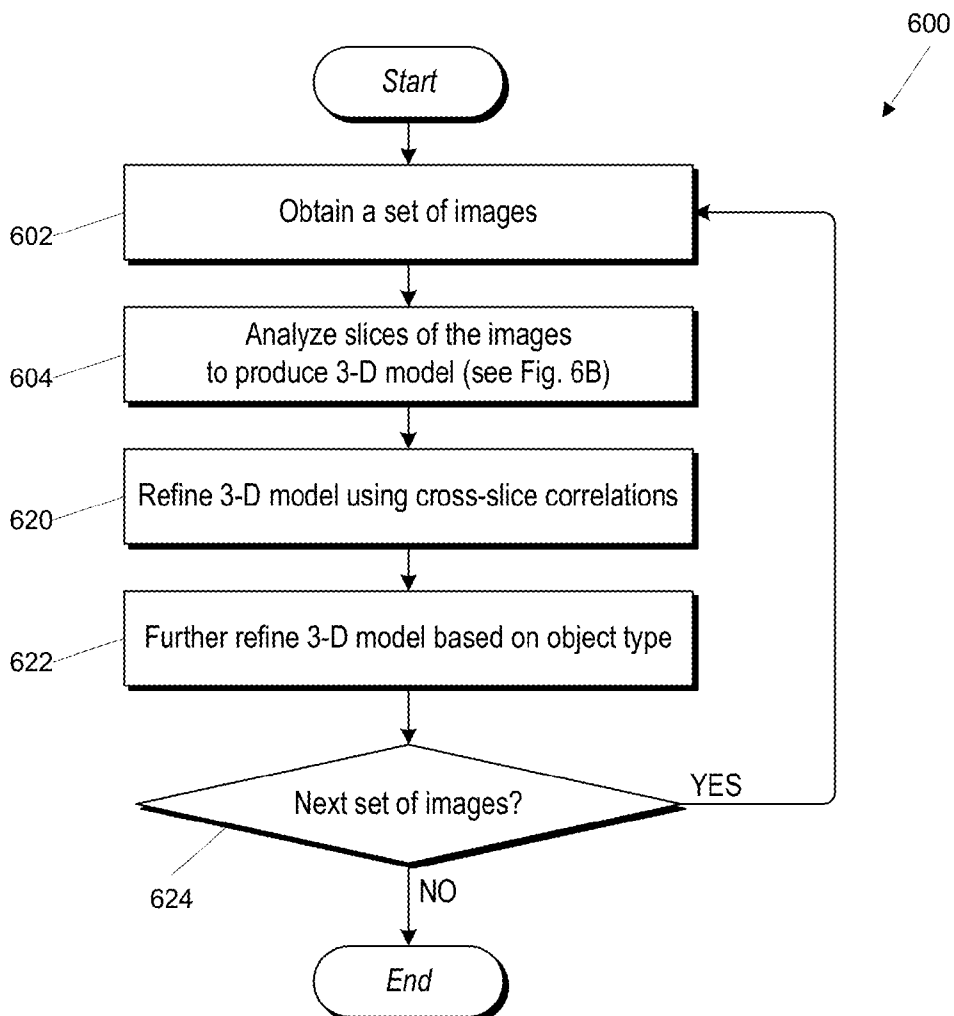 600
Start
602
Obtain a set of images
604
Analyze slices of the images
to produce 3-D model (see Fig. 6B)
620
Refine 3-D model using cross-slice correlations
622
Further refine 3-D model based on object type
Next set of images?
YES
624
NO
End